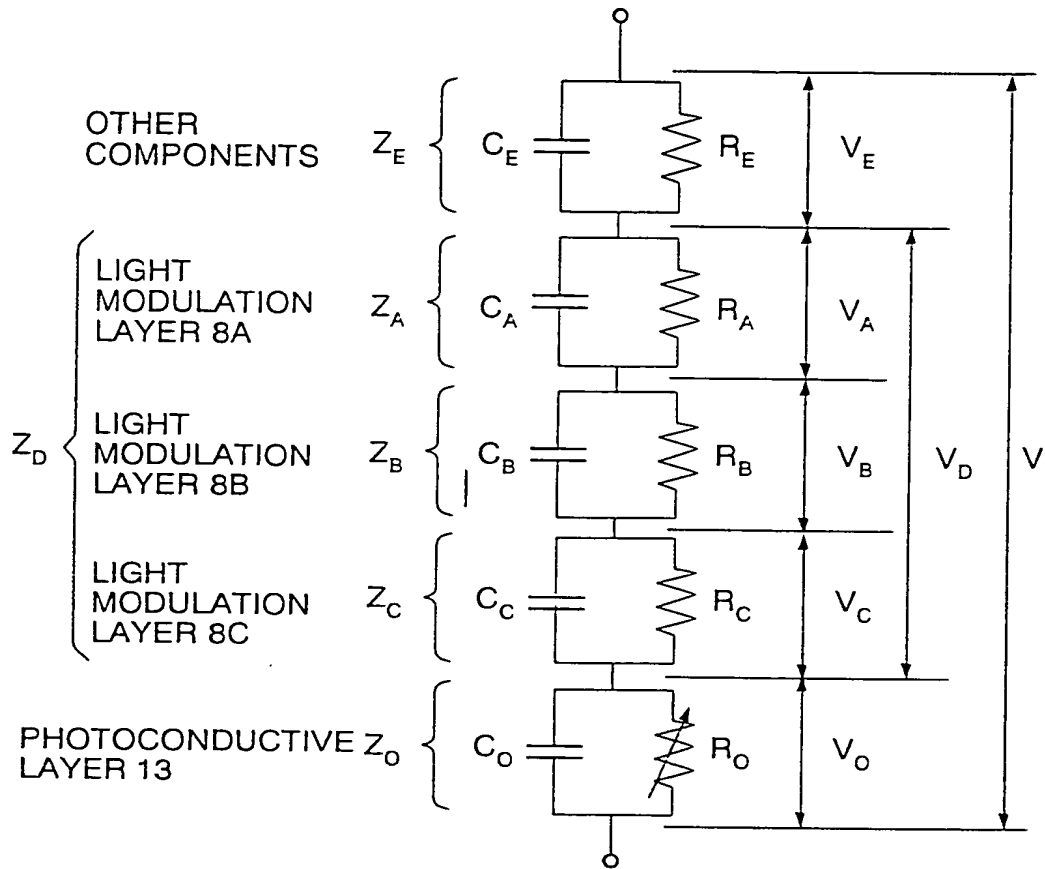 OTHER
COMPONENTS
Z_E
C_E
R_E
V_E
LIGHT
MODULATION
LAYER 8A
Z_A
C_A
R_A
V_A
Z_D
LIGHT
MODULATION
LAYER 8B
Z_B
C_B
R_B
V_B
V_D
V
LIGHT
MODULATION
LAYER 8C
Z_C
C_C
R_C
V_C
PHOTOCONDUCTIVE
LAYER 13
Z_O
C_O
R_O
V_O